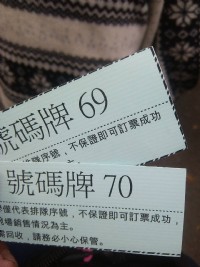 號碼牌 69
排隊序號，不保證即可訂票成功
號碼牌 70
僅代表排隊序號，不保證即可訂票成功，
場銷售情況為主。
回收，請務必小心保管。